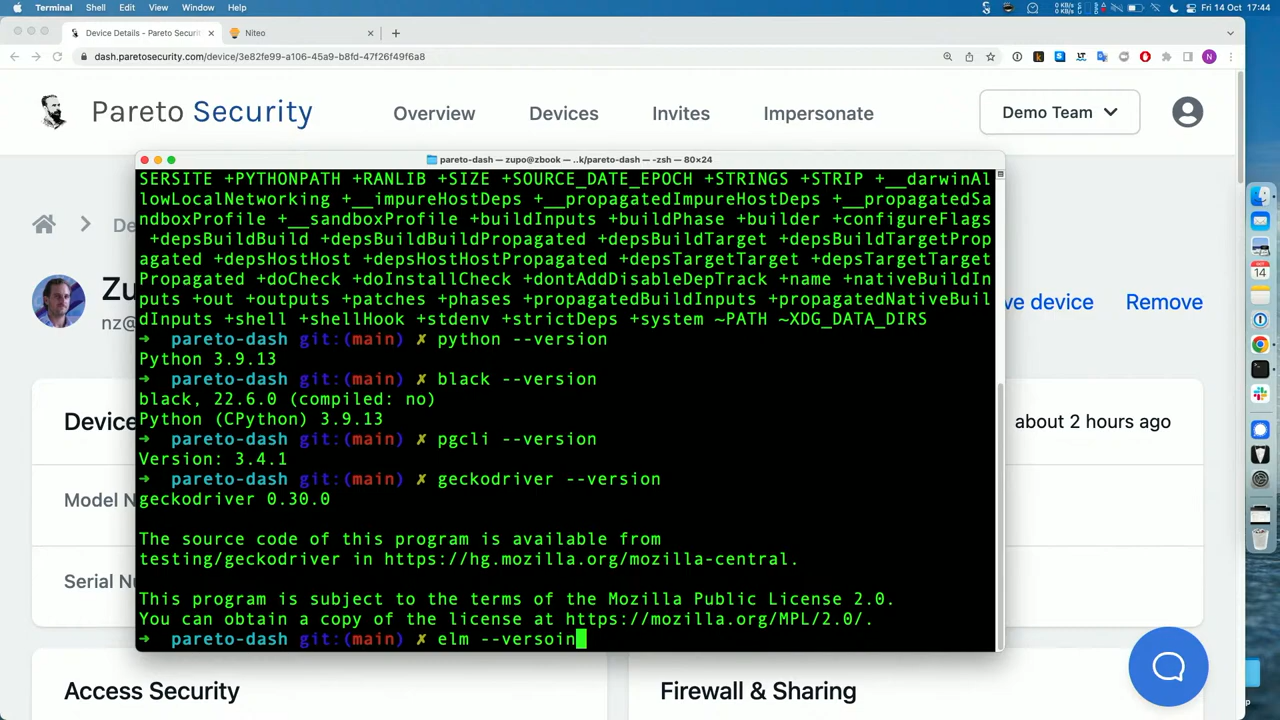 Terminal Shell Edit View Window Help
0 KB/s
0 KB/s
Fri 14 Oct 17:44
Device Details - Pareto Securi
Niteo
dash.paretosecurity.com/device/3e82fe99-a106-45a9-b8fd-47f26f49f6a8
Pareto Security
Overview
Devices
Invites
Impersonate
Demo Team
pareto-dash — zupo@zbook — ..k/pareto-dash — -zsh — 80×24
SERSITE +PYTHONPATH +RANLIB +SIZE +SOURCE_DATE_EPOCH +STRINGS +STRIP +__darwinAl
lowLocalNetworking +__impureHostDeps +__propagatedImpureHostDeps +__propagatedSa
ndboxProfile +__sandboxProfile +buildInputs +buildPhase +builder +configureFlags
+depsBuildBuild +depsBuildBuildPropagated +depsBuildTarget +depsBuildTargetProp
agated +depsHostHost +depsHostHostPropagated +depsTargetTarget +depsTargetTarget
Propagated +doCheck +doInstallCheck +dontAddDisableDepTrack +name +nativeBuildIn
puts +out +outputs +patches +phases +propagatedBuildInputs +propagatedNativeBuil
dInputs +shell +shellHook +stdenv +strictDeps +system ~PATH ~XDG_DATA_DIRS
➜ pareto-dash git:(main) ✗ python --version
Python 3.9.13
➜ pareto-dash git:(main) ✗ black --version
black, 22.6.0 (compiled: no)
Python (CPython) 3.9.13
➜ pareto-dash git:(main) ✗ pgcli --version
Version: 3.4.1
➜ pareto-dash git:(main) ✗ geckodriver --version
geckodriver 0.30.0
The source code of this program is available from
testing/geckodriver in https://hg.mozilla.org/mozilla-central.
This program is subject to the terms of the Mozilla Public License 2.0.
You can obtain a copy of the license at https://mozilla.org/MPL/2.0/.
➜ pareto-dash git:(main) ✗ elm --versoin
De
Zu
nz@
ve device
Remove
Device
about 2 hours ago
Model N
Serial Nu
Access Security
Firewall & Sharing